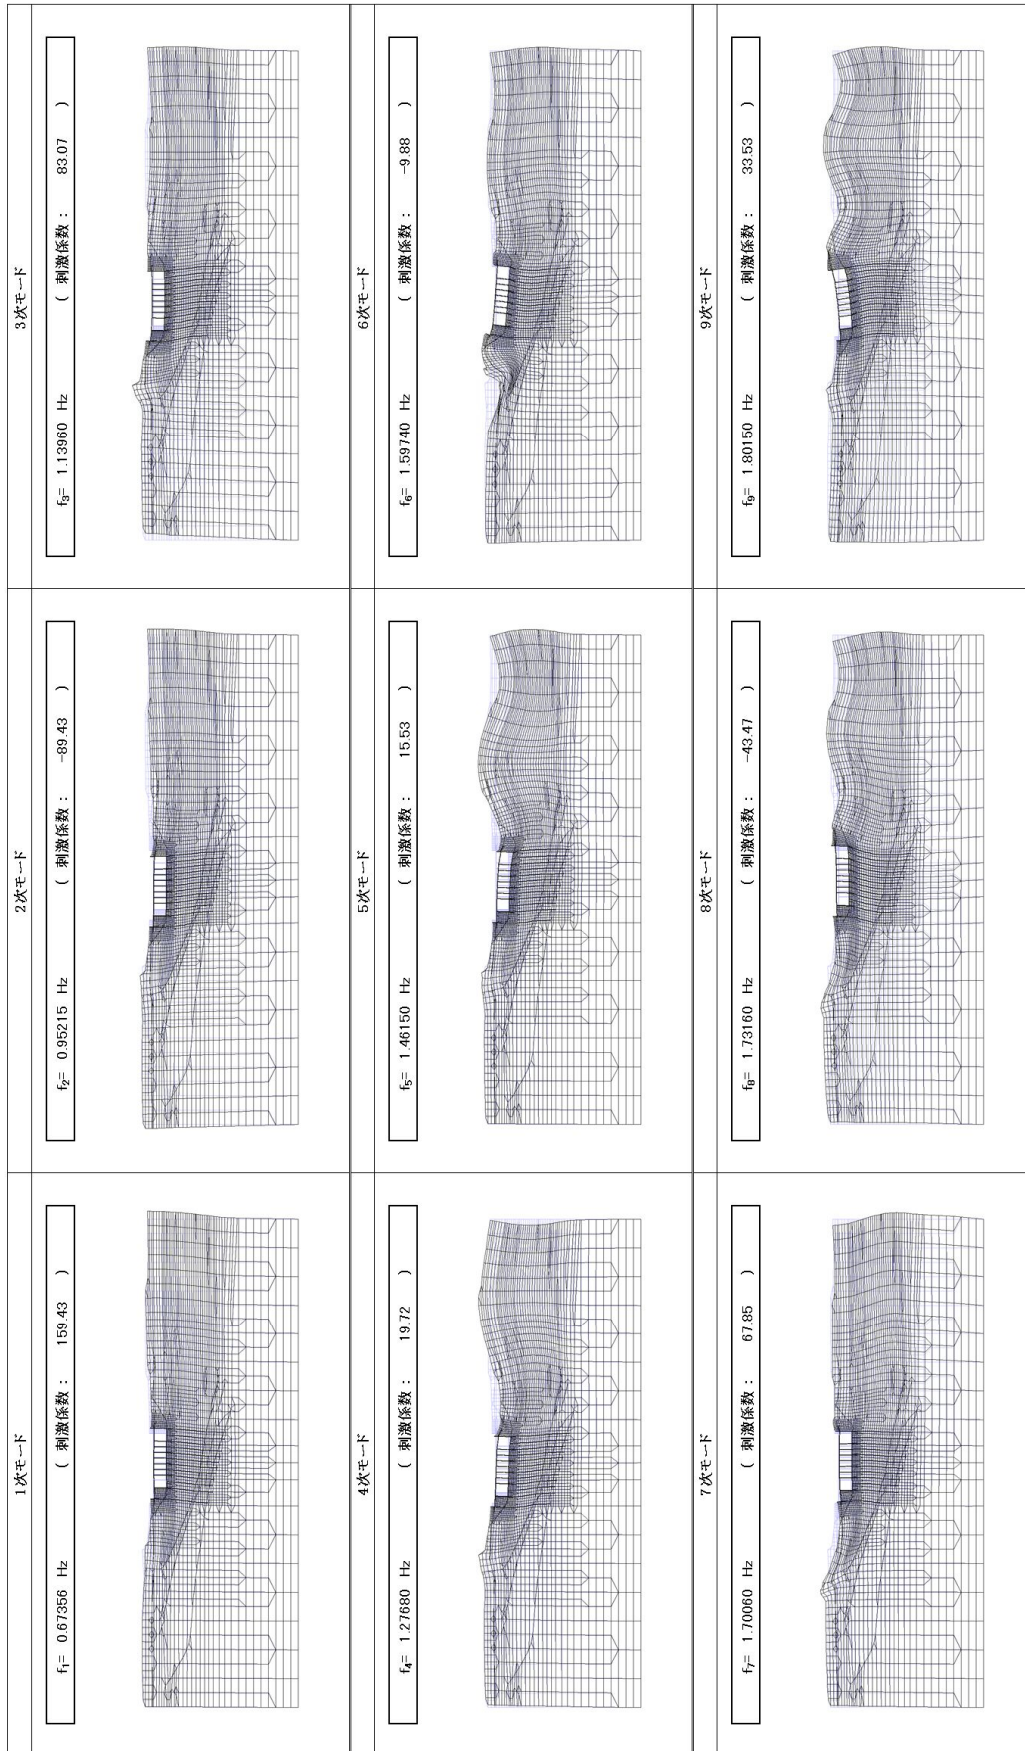 1次モード
f₁= 0.67356 Hz ( 刺激係数 : 159.43 )
2次モード
f₂= 0.95215 Hz ( 刺激係数 : -89.43 )
3次モード
f₃= 1.13960 Hz ( 刺激係数 : 83.07 )
4次モード
f₄= 1.27680 Hz ( 刺激係数 : 19.72 )
5次モード
f₅= 1.46150 Hz ( 刺激係数 : 15.53 )
6次モード
f₆= 1.59740 Hz ( 刺激係数 : -9.88 )
7次モード
f₇= 1.70060 Hz ( 刺激係数 : 67.85 )
8次モード
f₈= 1.73160 Hz ( 刺激係数 : -43.47 )
9次モード
f₉= 1.80150 Hz ( 刺激係数 : 33.53 )